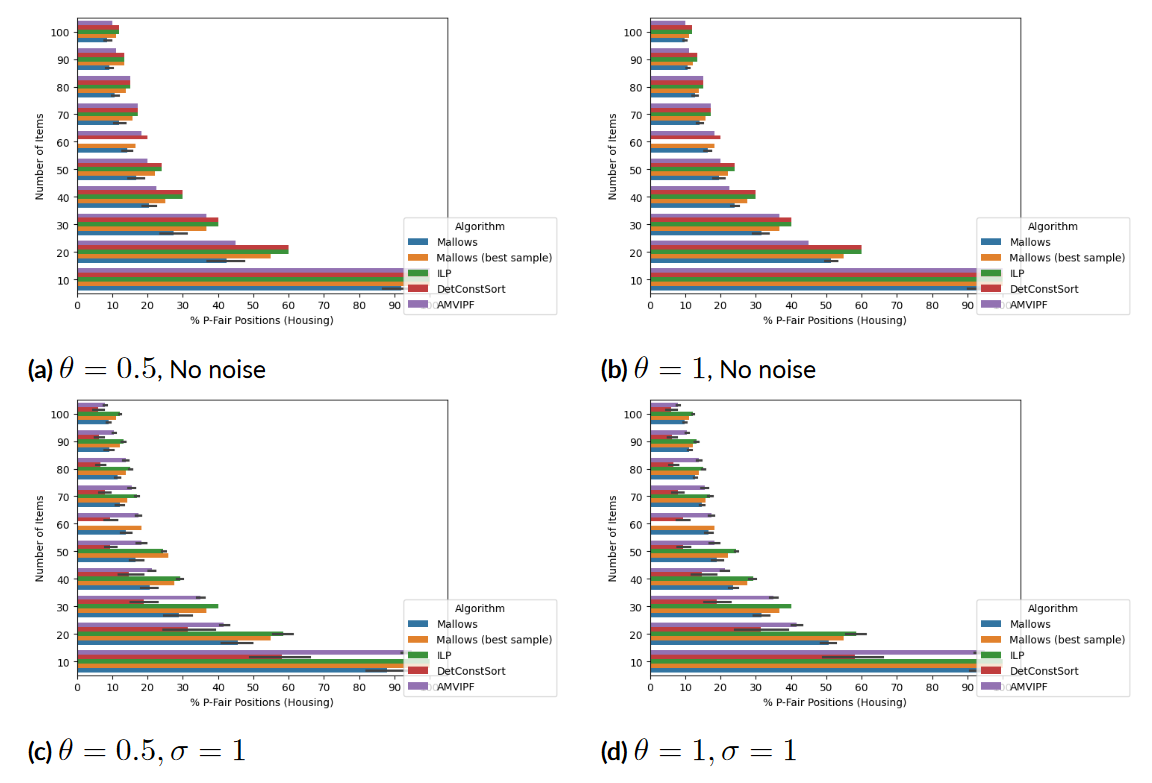 Number of Items
100
90
80
70
60
50
40
30
20
10
0 10 20 30 40 50 60 70 80 90
% P-Fair Positions (Housing)
Algorithm
Mallows
Mallows (best sample)
ILP
DetConstSort
AMVIPF
(a) θ = 0.5, No noise
Number of Items
100
90
80
70
60
50
40
30
20
10
0 10 20 30 40 50 60 70 80 90
% P-Fair Positions (Housing)
Algorithm
Mallows
Mallows (best sample)
ILP
DetConstSort
AMVIPF
(b) θ = 1, No noise
Number of Items
100
90
80
70
60
50
40
30
20
10
0 10 20 30 40 50 60 70 80 90
% P-Fair Positions (Housing)
Algorithm
Mallows
Mallows (best sample)
ILP
DetConstSort
AMVIPF
(c) θ = 0.5, σ = 1
Number of Items
100
90
80
70
60
50
40
30
20
10
0 10 20 30 40 50 60 70 80 90
% P-Fair Positions (Housing)
Algorithm
Mallows
Mallows (best sample)
ILP
DetConstSort
AMVIPF
(d) θ = 1, σ = 1